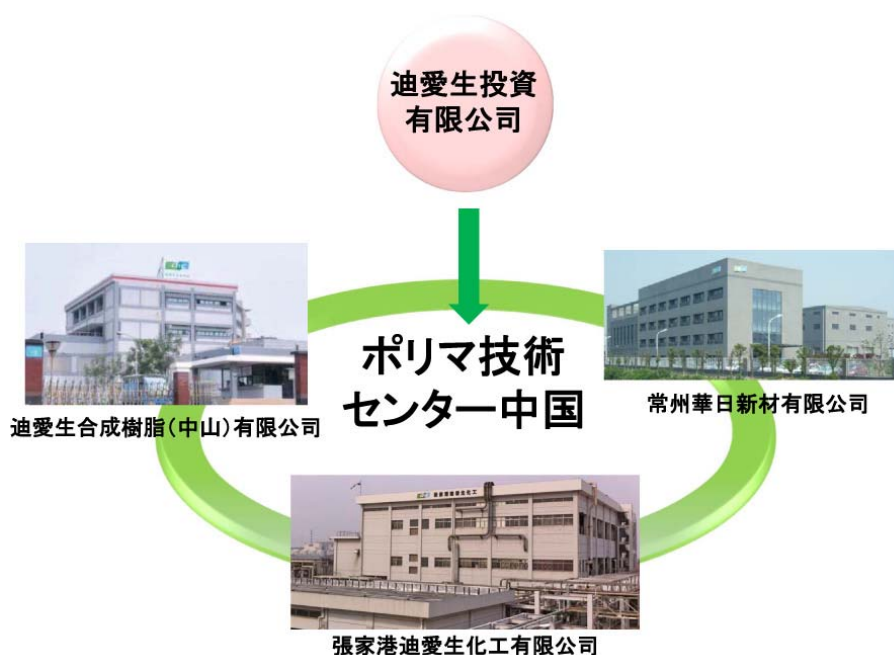 迪愛生投資
有限公司
ポリマ技術
センター中国
迪愛生合成樹脂（中山）有限公司
常州華日新材有限公司
張家港迪愛生化工有限公司